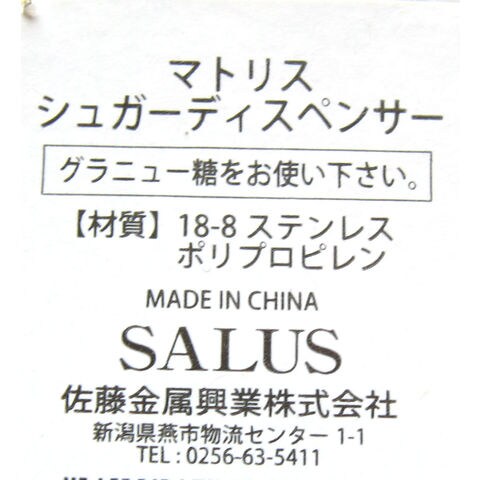 マトリス
シュガーディスペンサー
グラニュー糖をお使い下さい。
【材質】18-8 ステンレス
ポリプロピレン
MADE IN CHINA
SALUS
佐藤金属興業株式会社
新潟県燕市物流センター 1-1
TEL : 0256-63-5411